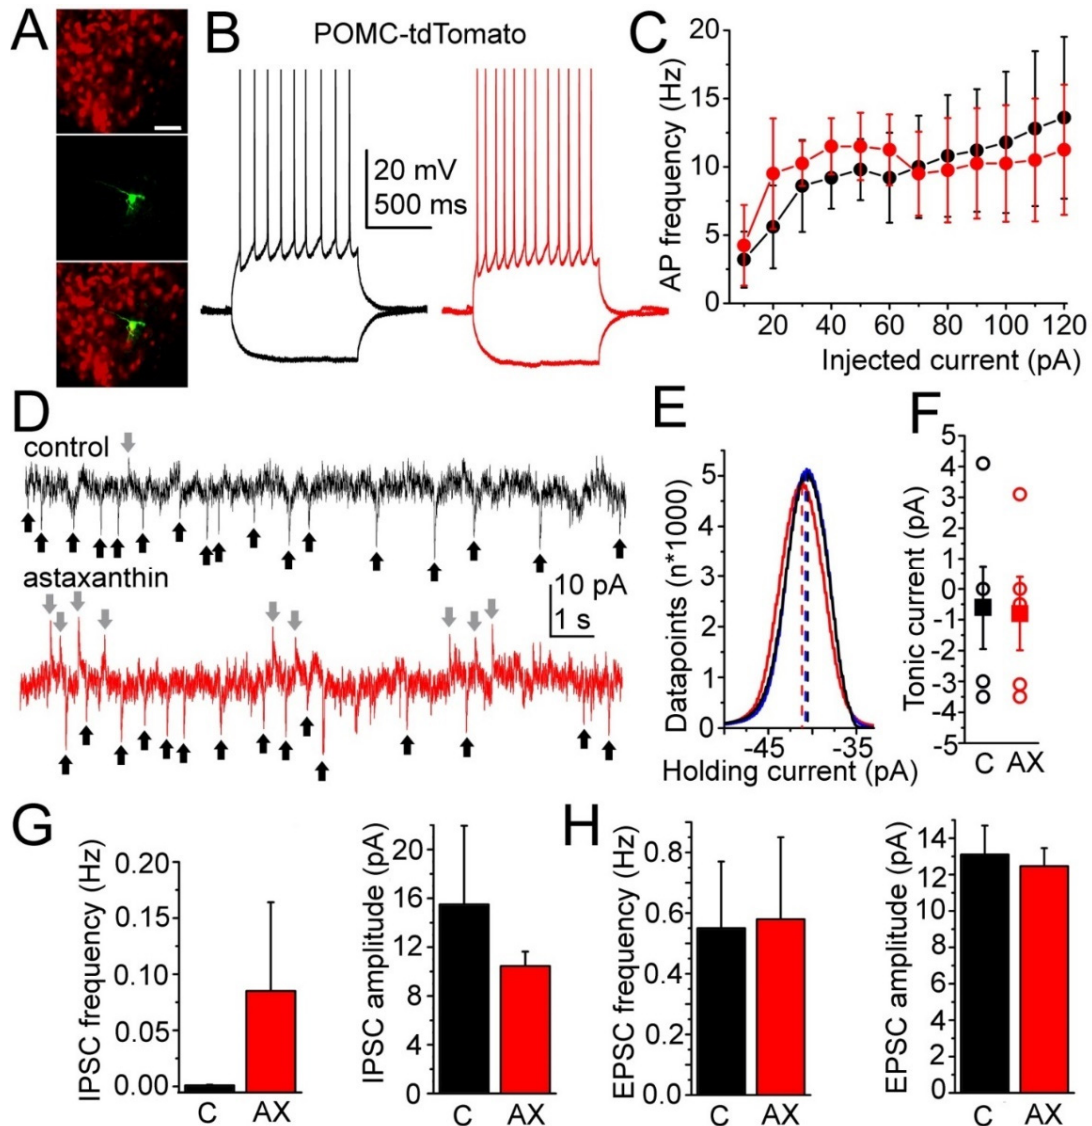 A
B
POMC-tdTomato
20 mV
500 ms
C
AP frequency (Hz)
20
15
10
5
0
20 40 60 80 100 120
Injected current (pA)
D
control
astaxanthin
10 pA
1 s
E
Datapoints (n*1000)
5
4
3
2
1
0
-45 -35
Holding current (pA)
F
Tonic current (pA)
5
4
3
2
1
0
-1
-2
-3
-4
-5
C AX
G
IPSC frequency (Hz)
0.20
0.15
0.10
0.05
0.00
C AX
IPSC amplitude (pA)
20
16
12
8
4
0
C AX
H
EPSC frequency (Hz)
0.8
0.6
0.4
0.2
0.0
C AX
EPSC amplitude (pA)
14
12
10
8
6
4
2
0
C AX